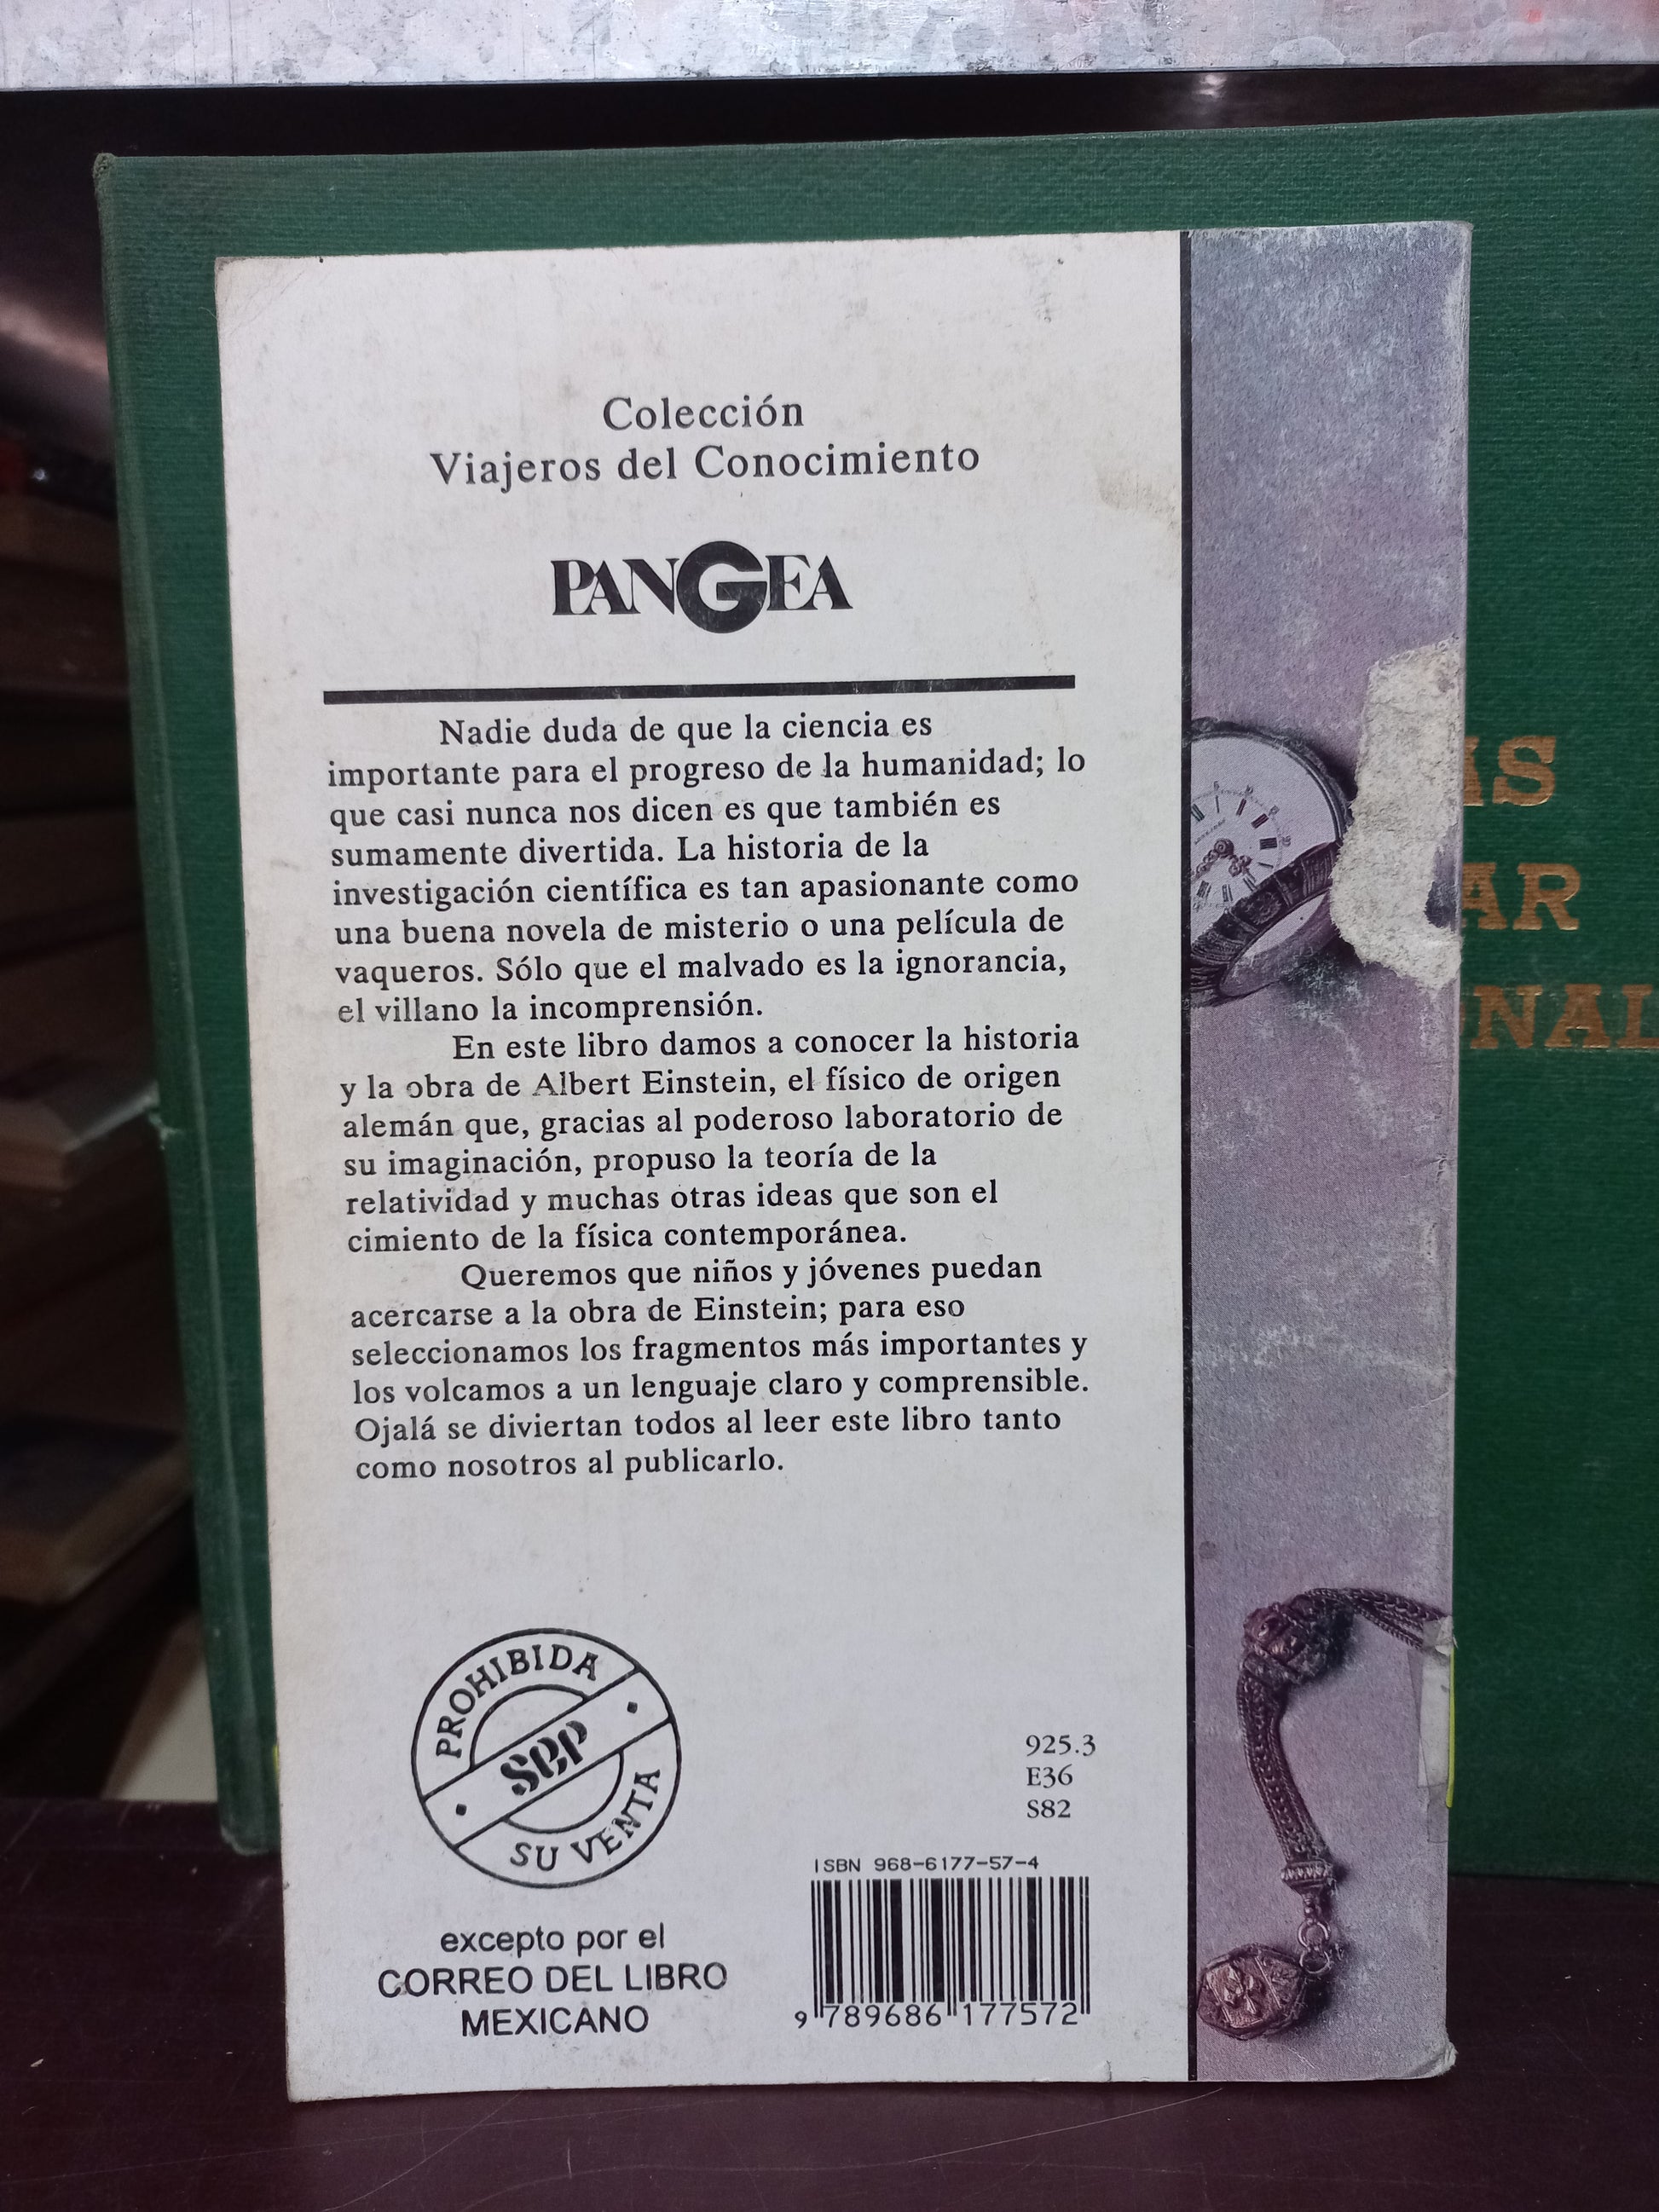 Colección
Viajeros del Conocimiento
PANGEA
Nadie duda de que la ciencia es
importante para el progreso de la humanidad; lo
que casi nunca nos dicen es que también es
sumamente divertida. La historia de la
investigación científica es tan apasionante como
una buena novela de misterio o una película de
vaqueros. Sólo que el malvado es la ignorancia,
el villano la incomprensión.
En este libro damos a conocer la historia
y la obra de Albert Einstein, el físico de origen
alemán que, gracias al poderoso laboratorio de
su imaginación, propuso la teoría de la
relatividad y muchas otras ideas que son el
cimiento de la física contemporánea.
Queremos que niños y jóvenes puedan
acercarse a la obra de Einstein; para eso
seleccionamos los fragmentos más importantes y
los volcamos a un lenguaje claro y comprensible.
Ojalá se diviertan todos al leer este libro tanto
como nosotros al publicarlo.
PROHIBIDA
SEP
SU VENTA
excepto por el
CORREO DEL LIBRO
MEXICANO
925.3
E36
S82
ISBN 968-6177-57-4
9 789686 177572
AS
AR
NAL